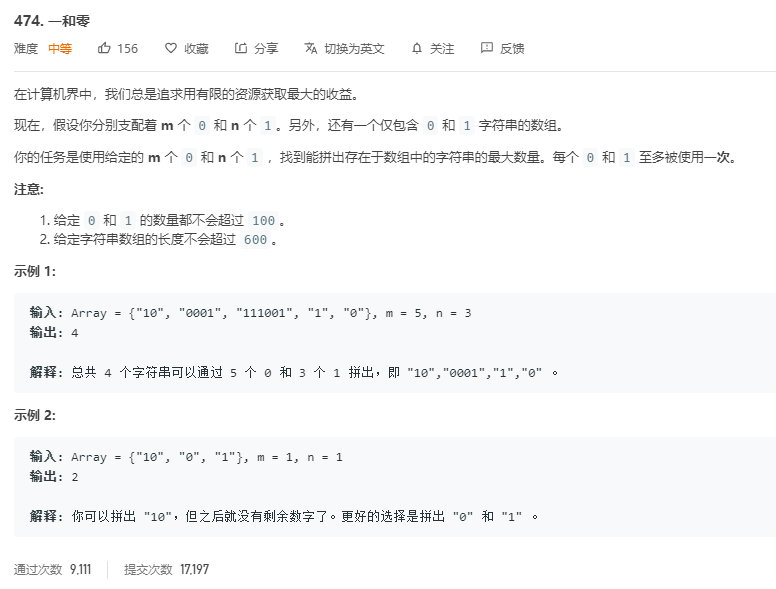 474. 一和零
难度 中等 156 收藏 分享 切换为英文 关注 反馈
在计算机界中，我们总是追求用有限的资源获取最大的收益。
现在，假设你分别支配着 m 个 0 和 n 个 1 。另外，还有一个仅包含 0 和 1 字符串的数组。
你的任务是使用给定的 m 个 0 和 n 个 1 ，找到能拼出存在于数组中的字符串的最大数量。每个 0 和 1 至多被使用一次。
注意:
1. 给定 0 和 1 的数量都不会超过 100 。
2. 给定字符串数组的长度不会超过 600 。
示例 1:
输入: Array = {"10", "0001", "111001", "1", "0"}, m = 5, n = 3
输出: 4
解释: 总共 4 个字符串可以通过 5 个 0 和 3 个 1 拼出，即 "10","0001","1","0" 。
示例 2:
输入: Array = {"10", "0", "1"}, m = 1, n = 1
输出: 2
解释: 你可以拼出 "10"，但之后就没有剩余数字了。更好的选择是拼出 "0" 和 "1" 。
通过次数 9,111 提交次数 17,197